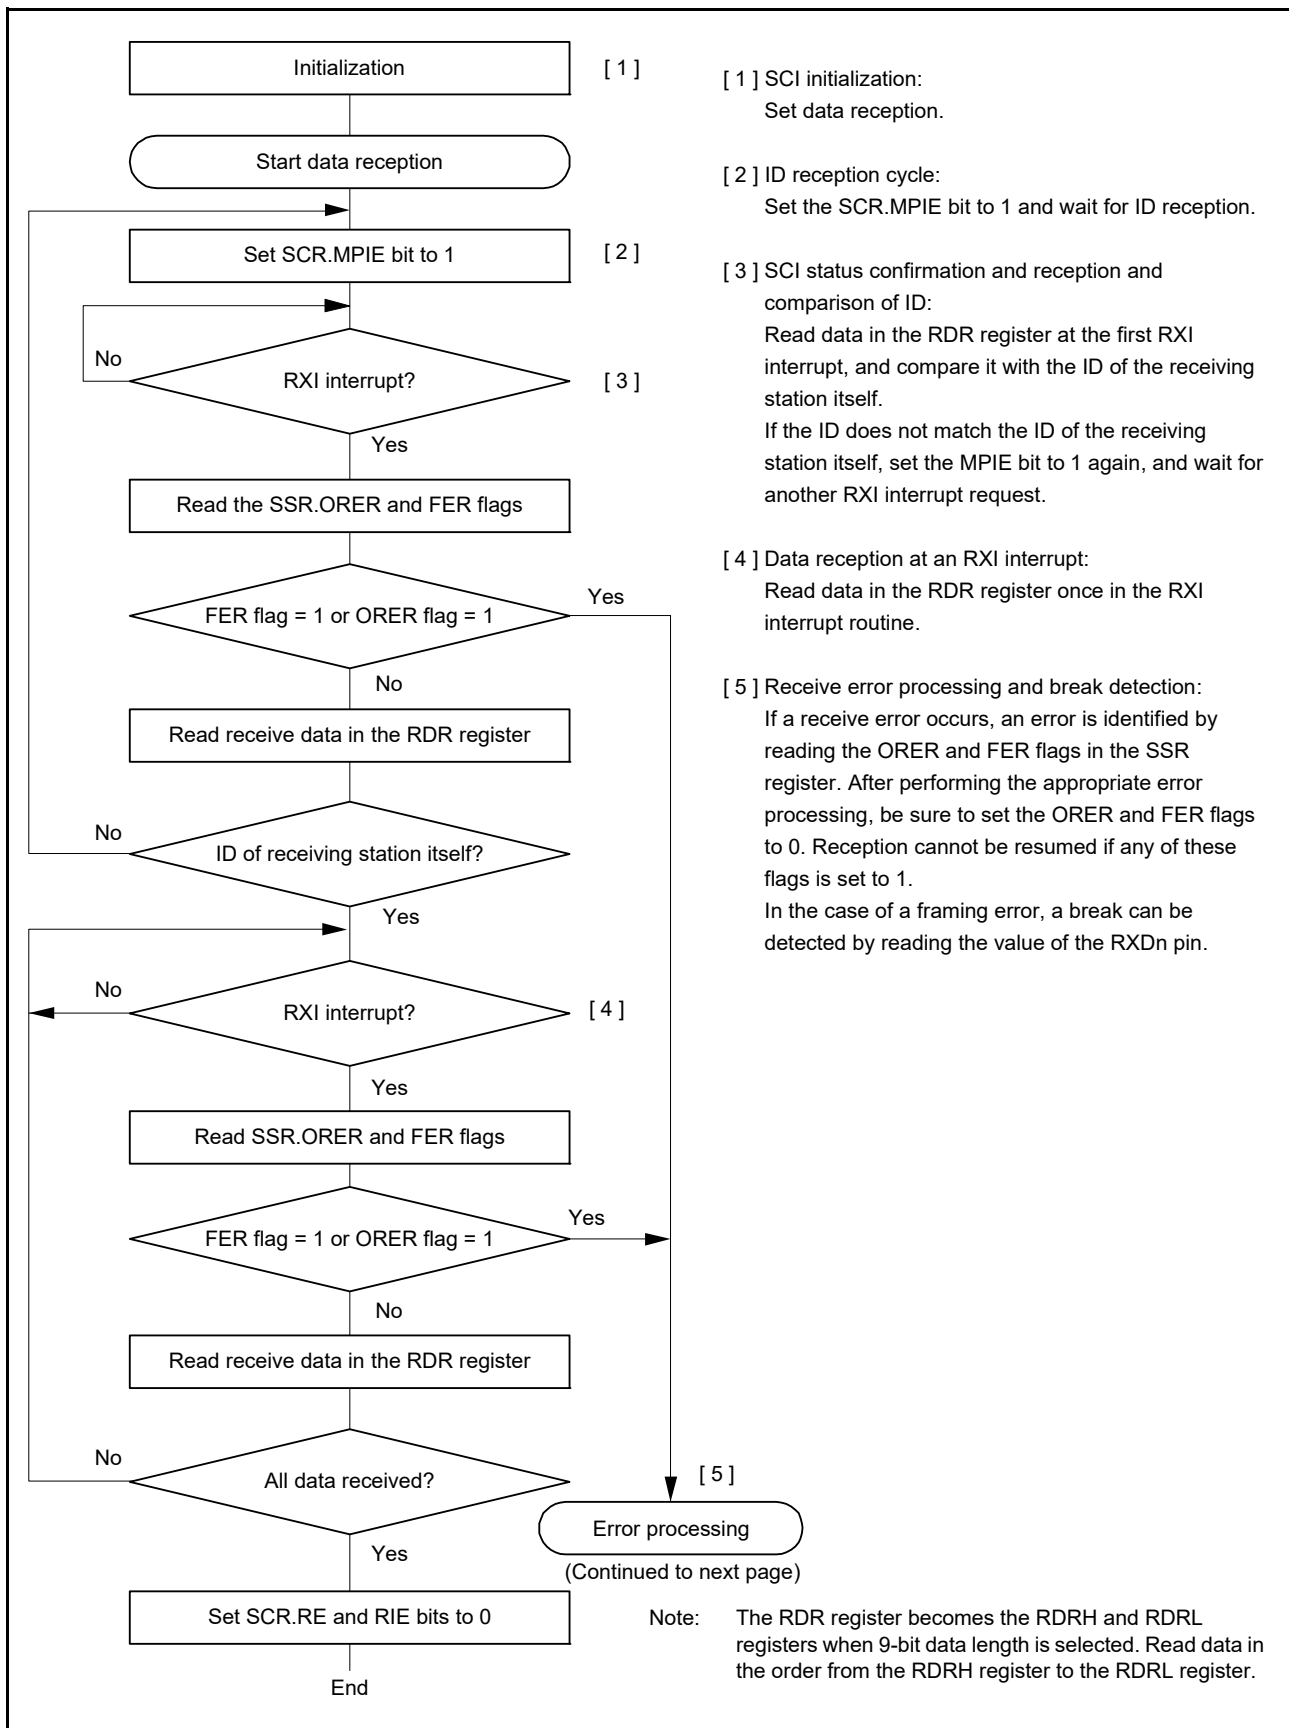 Initialization
[ 1 ]
Start data reception
Set SCR.MPIE bit to 1
[ 2 ]
No
RXI interrupt?
[ 3 ]
Yes
Read the SSR.ORER and FER flags
FER flag = 1 or ORER flag = 1
Yes
No
Read receive data in the RDR register
No
ID of receiving station itself?
Yes
No
RXI interrupt?
[ 4 ]
Yes
Read SSR.ORER and FER flags
FER flag = 1 or ORER flag = 1
Yes
No
Read receive data in the RDR register
No
All data received?
Yes
Set SCR.RE and RIE bits to 0
End
[ 5 ]
Error processing
(Continued to next page)
[ 1 ] SCI initialization:
Set data reception.
[ 2 ] ID reception cycle:
Set the SCR.MPIE bit to 1 and wait for ID reception.
[ 3 ] SCI status confirmation and reception and
comparison of ID:
Read data in the RDR register at the first RXI
interrupt, and compare it with the ID of the receiving
station itself.
If the ID does not match the ID of the receiving
station itself, set the MPIE bit to 1 again, and wait for
another RXI interrupt request.
[ 4 ] Data reception at an RXI interrupt:
Read data in the RDR register once in the RXI
interrupt routine.
[ 5 ] Receive error processing and break detection:
If a receive error occurs, an error is identified by
reading the ORER and FER flags in the SSR
register. After performing the appropriate error
processing, be sure to set the ORER and FER flags
to 0. Reception cannot be resumed if any of these
flags is set to 1.
In the case of a framing error, a break can be
detected by reading the value of the RXDn pin.
Note: The RDR register becomes the RDRH and RDRL
registers when 9-bit data length is selected. Read data in
the order from the RDRH register to the RDRL register.